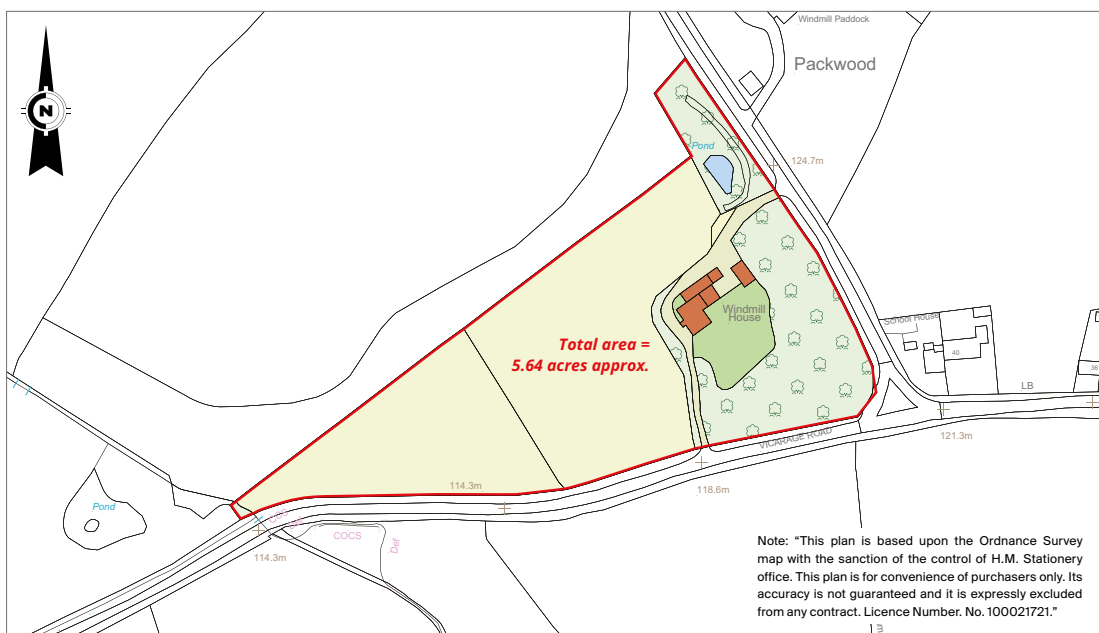 Windmill Paddock
Packwood
N
Pond
124.7m
Windmill
House
School House
40
38
LB
Total area =
5.64 acres approx.
VICARAGE ROAD
121.3m
114.3m
118.6m
Pond
CCS
COCS
Def
114.3m
Note: “This plan is based upon the Ordnance Survey
map with the sanction of the control of H.M. Stationery
office. This plan is for convenience of purchasers only. Its
accuracy is not guaranteed and it is expressly excluded
from any contract. Licence Number. No. 100021721.”